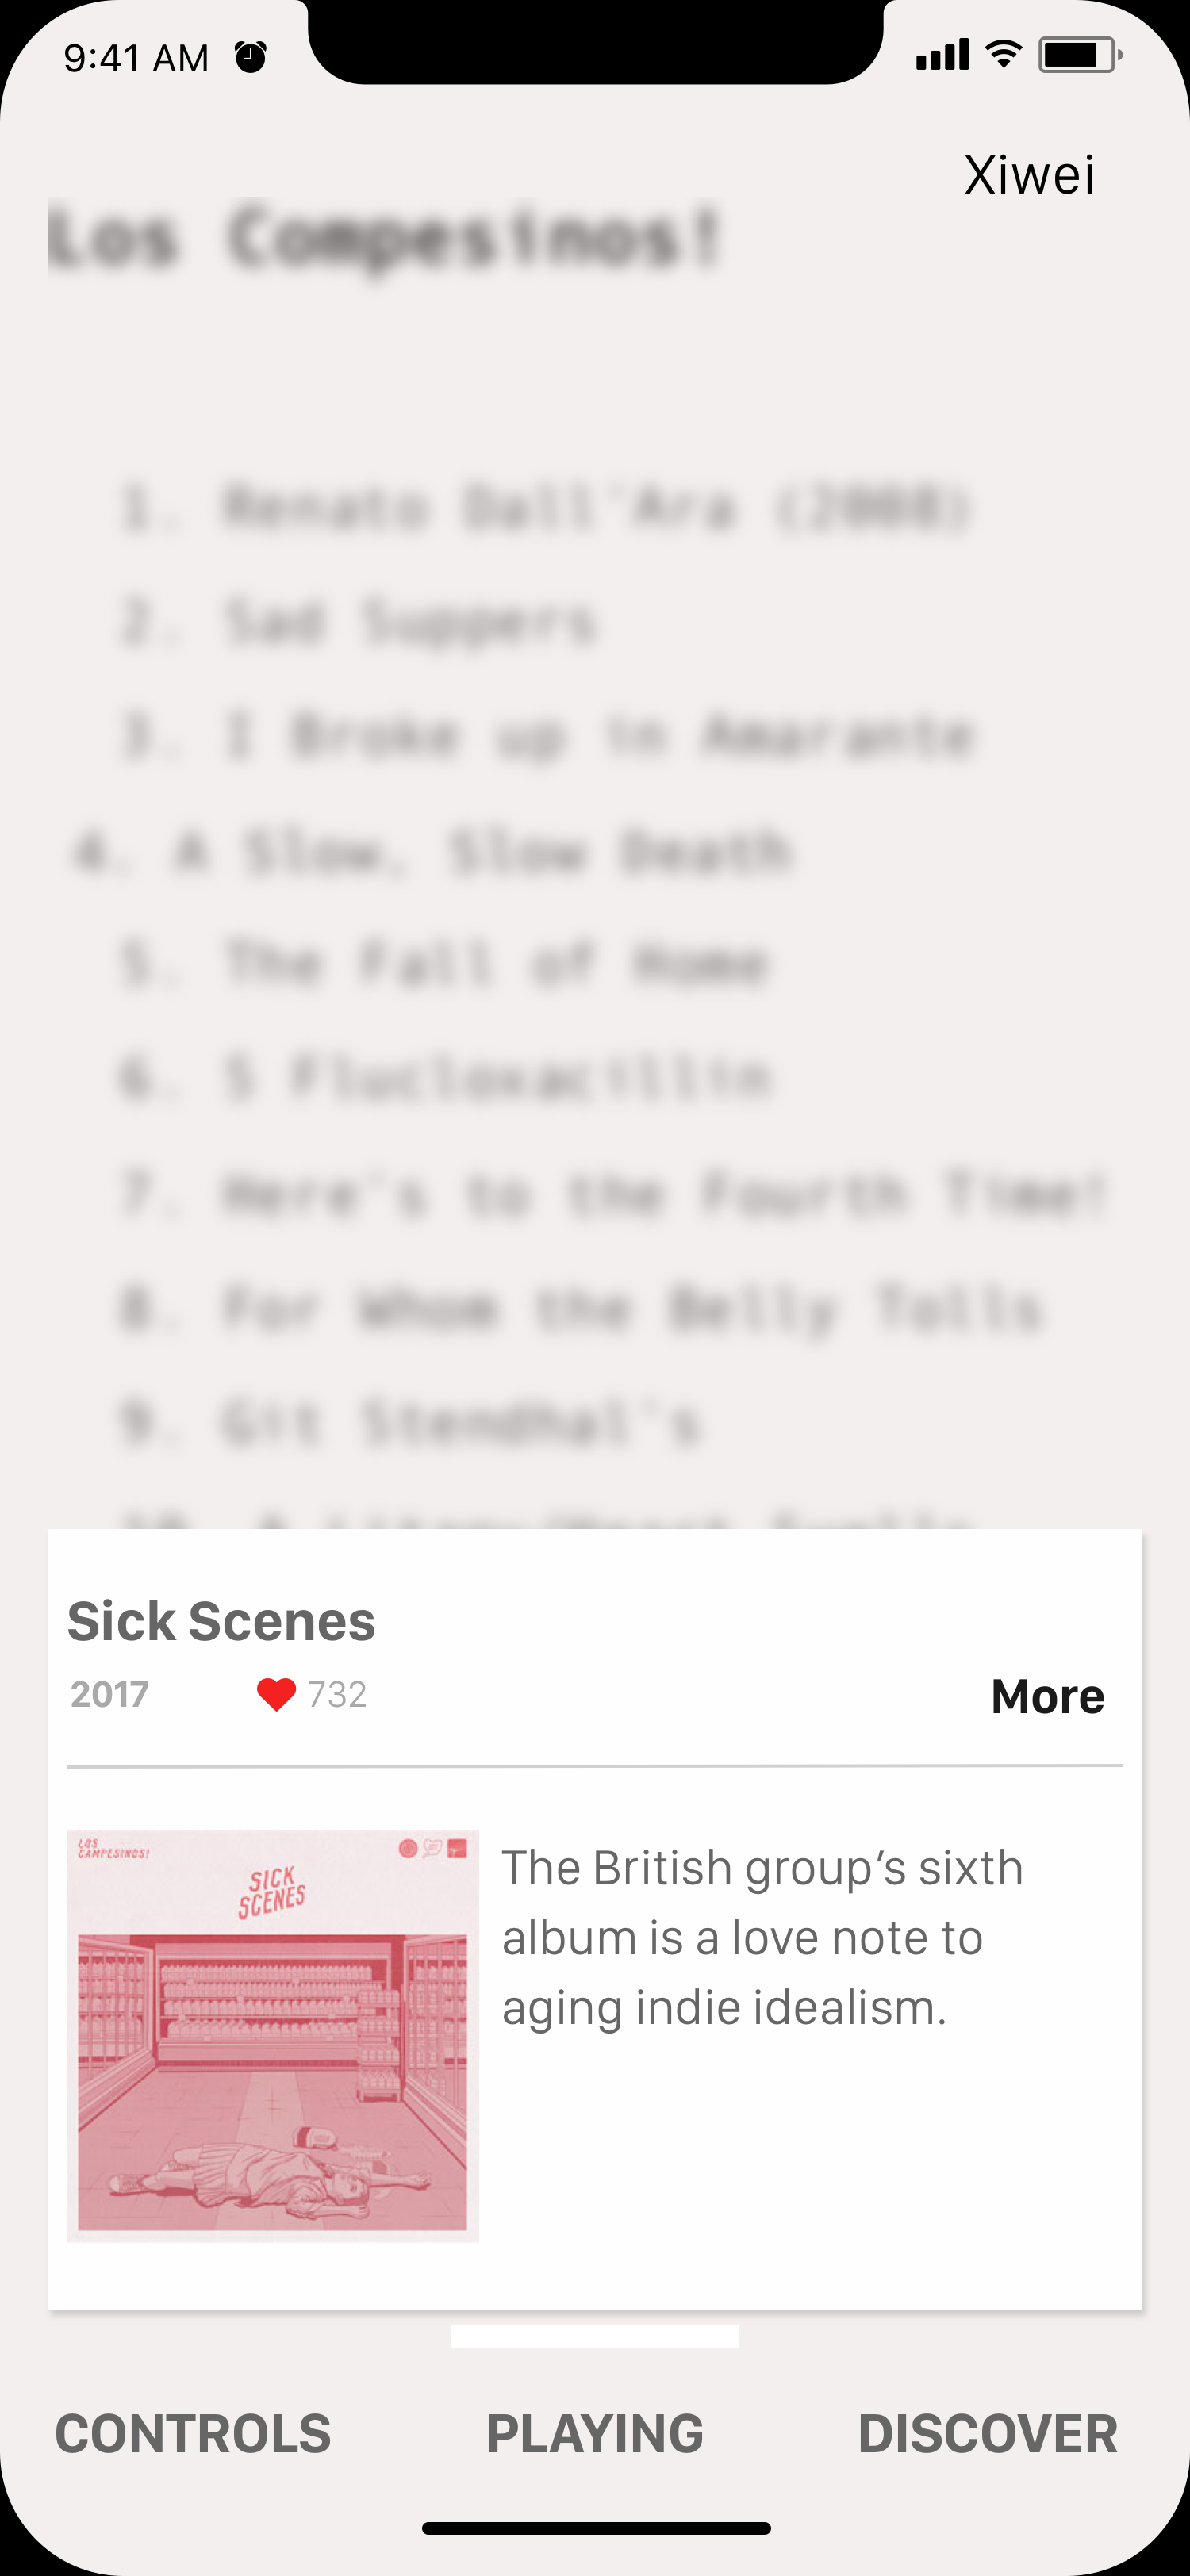 9:41 AM
Xiwei
Los Compesinos!
1. Renato Dall'Ara (2008)
2. Sad Suppers
3. I Broke up in Amarante
4. A Slow, Slow Death
5. The Fall of Home
6. 5 Flucloxacillin
7. Here's to the Fourth Time!
8. For Whom the Belly Tolls
9. Git Stendhal's
Sick Scenes
2017 732
More
LOS
CAMPESINOS!
SICK
SCENES
The British group’s sixth
album is a love note to
aging indie idealism.
CONTROLS PLAYING DISCOVER